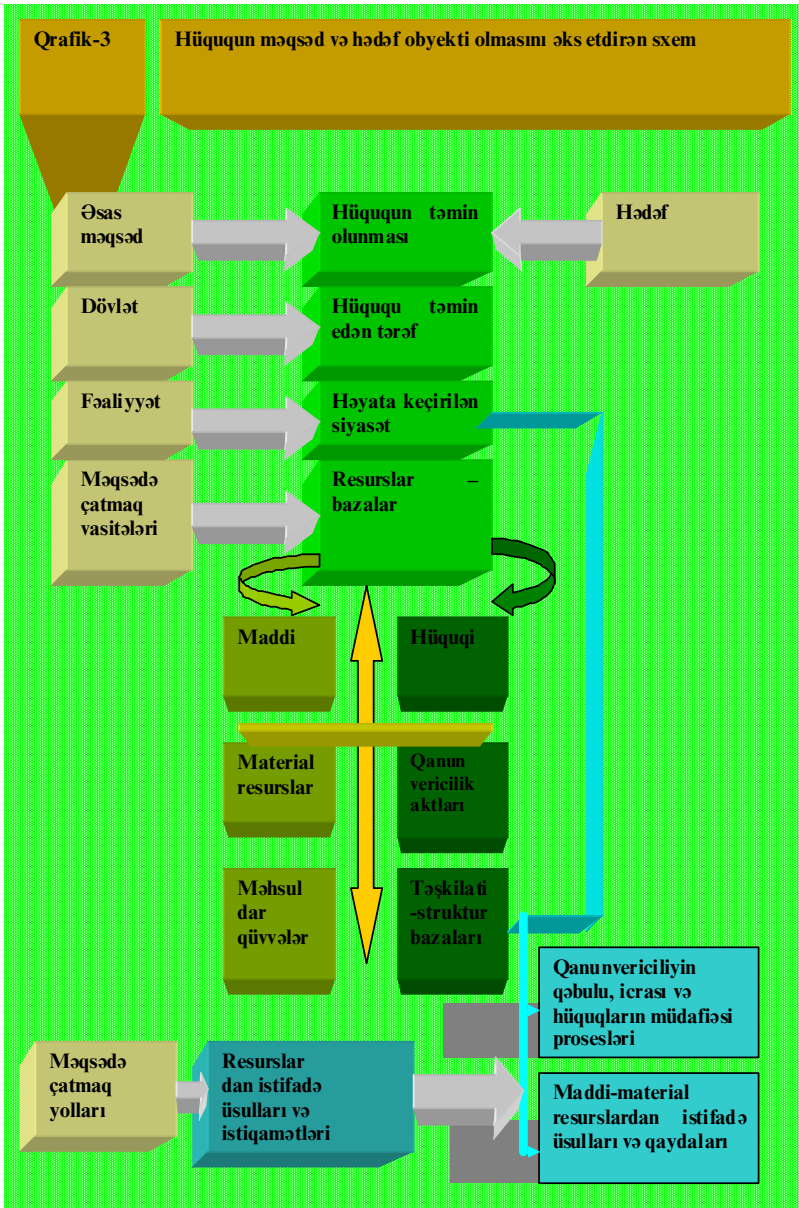 Qrafik-3
Hüququn məqsəd və hədəf obyekti olmasını əks etdirən sxem
Əsas
məqsəd
Hüququn təmin
olunması
Hədəf
Dövlət
Hüququ təmin
edən tərəf
Fəaliyyət
Həyata keçirilən
siyasət
Məqsədə
çatmaq
vasitələri
Resurslar –
bazalar
Maddi
Hüquqi
Material
resurslar
Qanun
vericilik
aktları
Məhsul
dar
qüvvələr
Təşkilati
-struktur
bazaları
Qanunvericiliyin
qəbulu, icrası və
hüquqların müdafiəsi
prosesləri
Məqsədə
çatmaq
yolları
Resurslar
dan istifadə
üsulları və
istiqamətləri
Maddi-material
resurslardan istifadə
üsulları və qaydaları